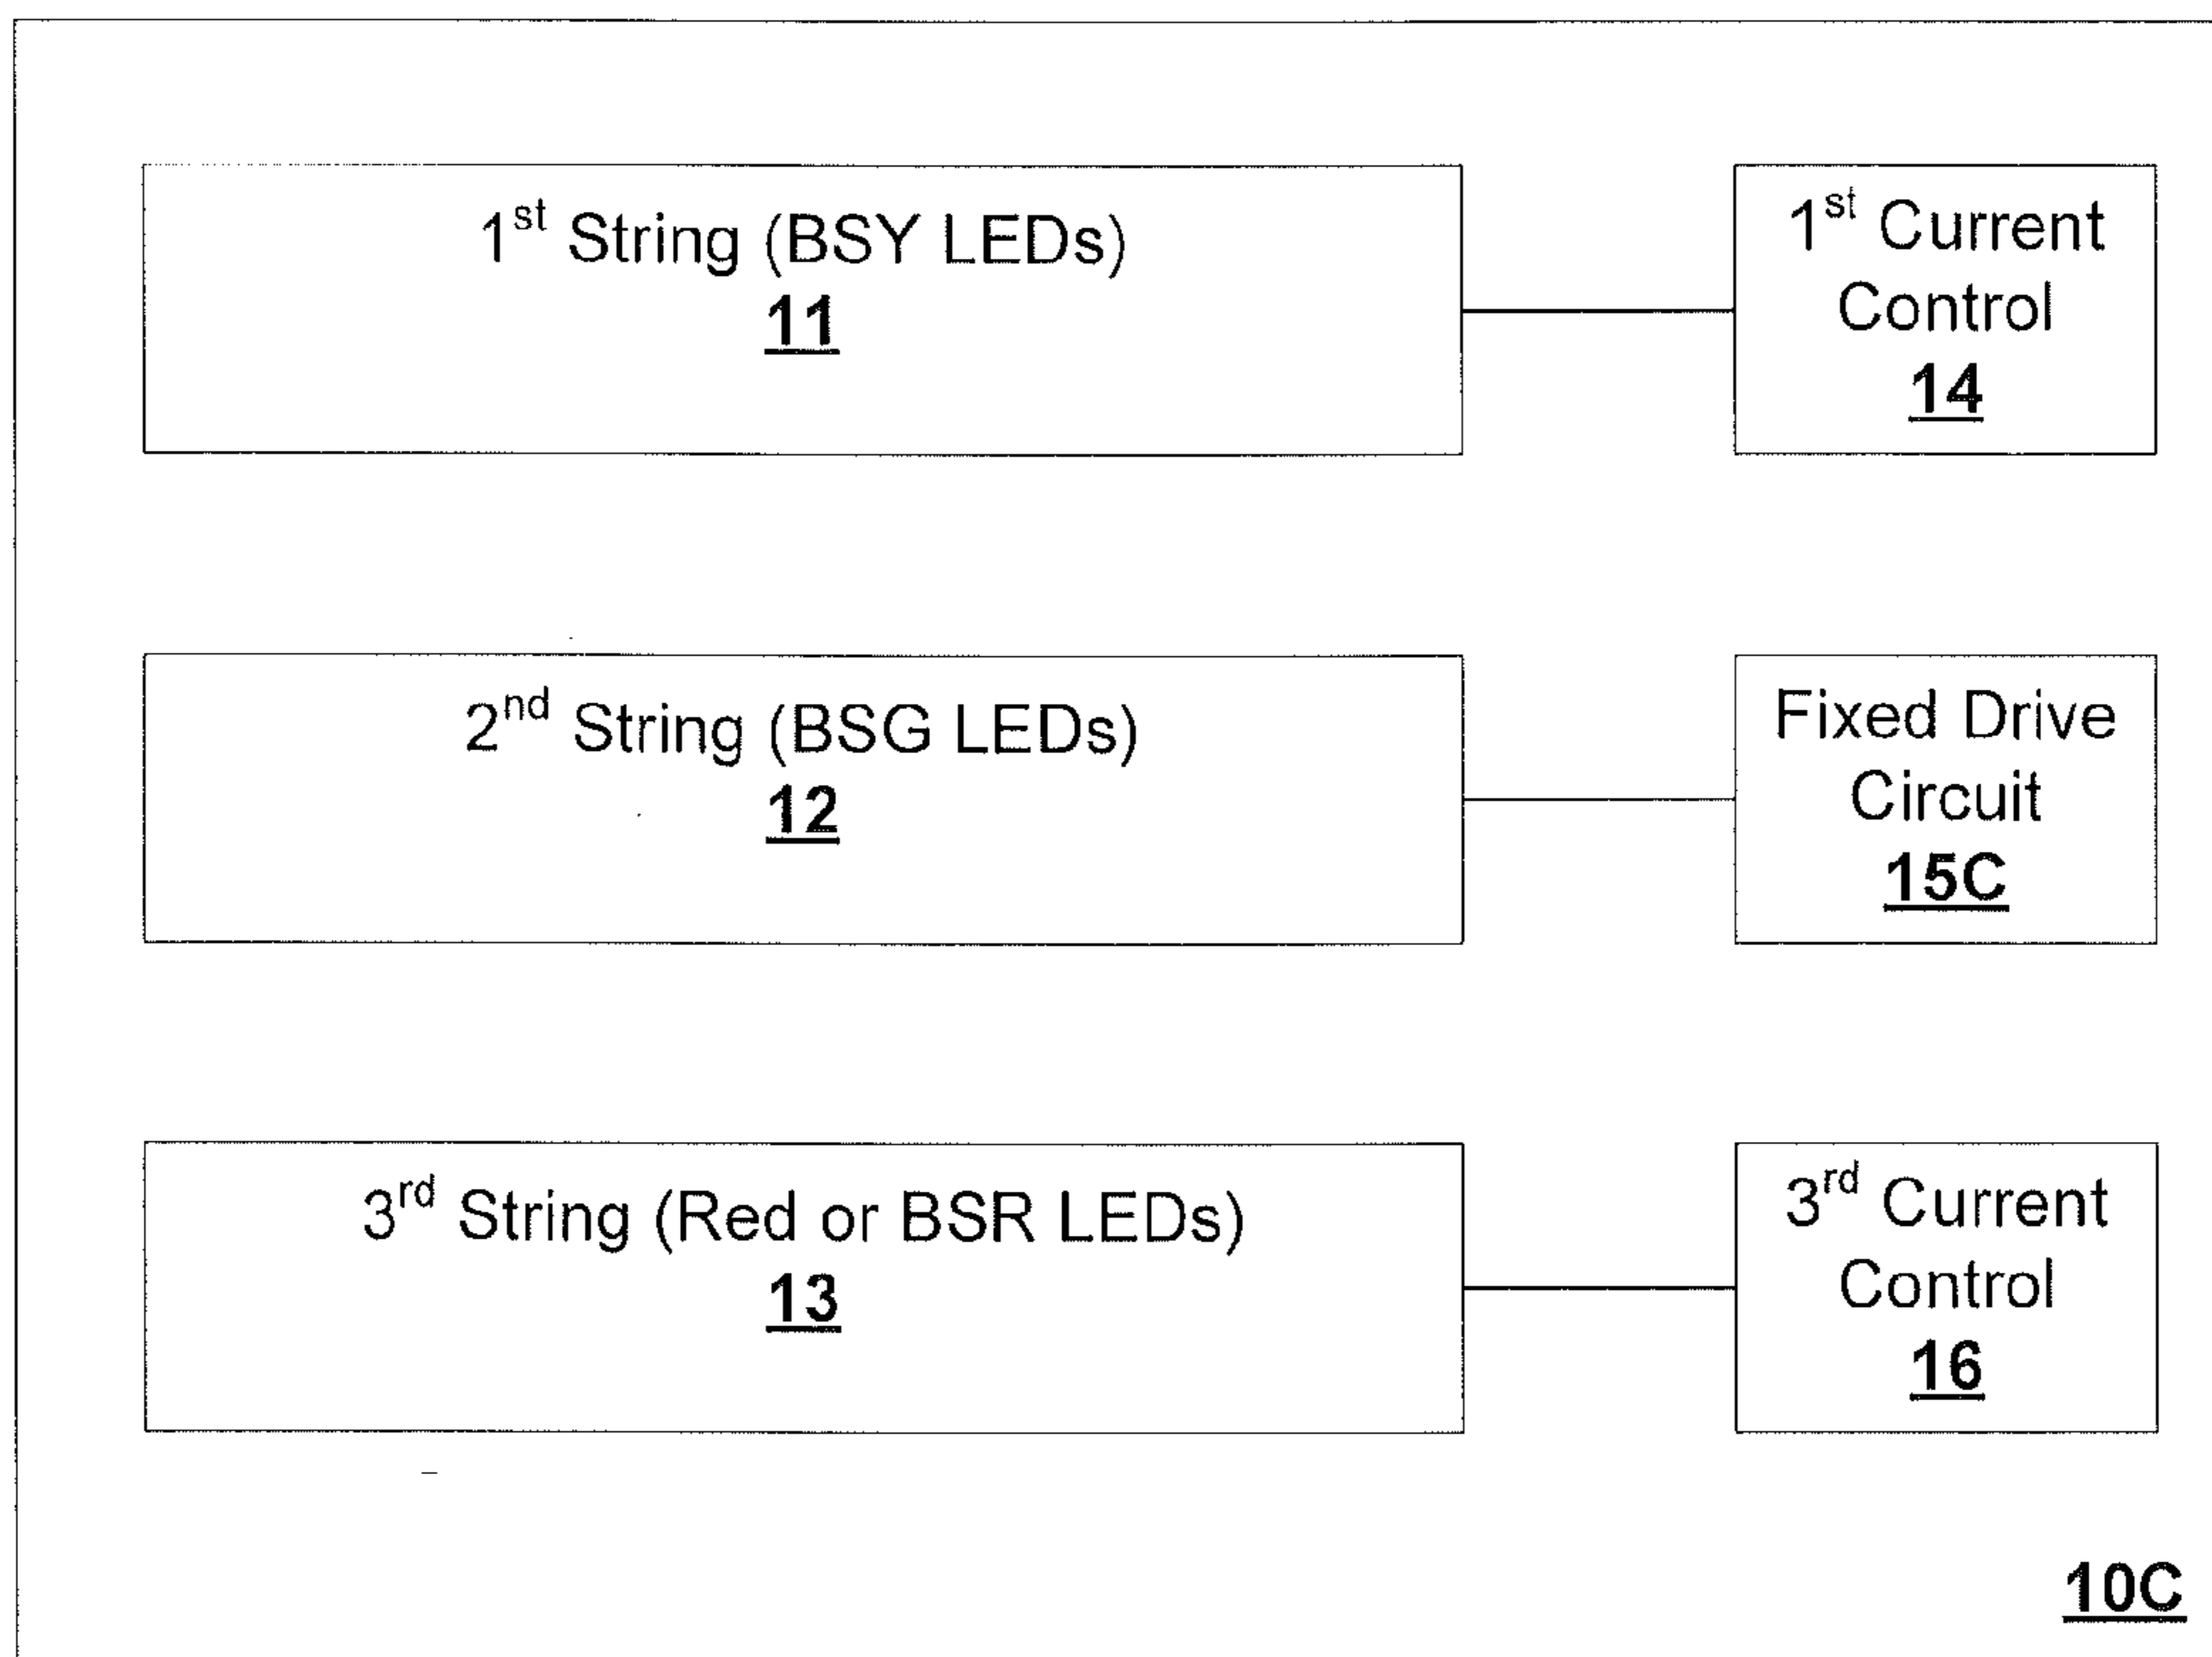 1st String (BSY LEDs)
11
1st Current
Control
14
2nd String (BSG LEDs)
12
Fixed Drive
Circuit
15C
3rd String (Red or BSR LEDs)
13
3rd Current
Control
16
10C